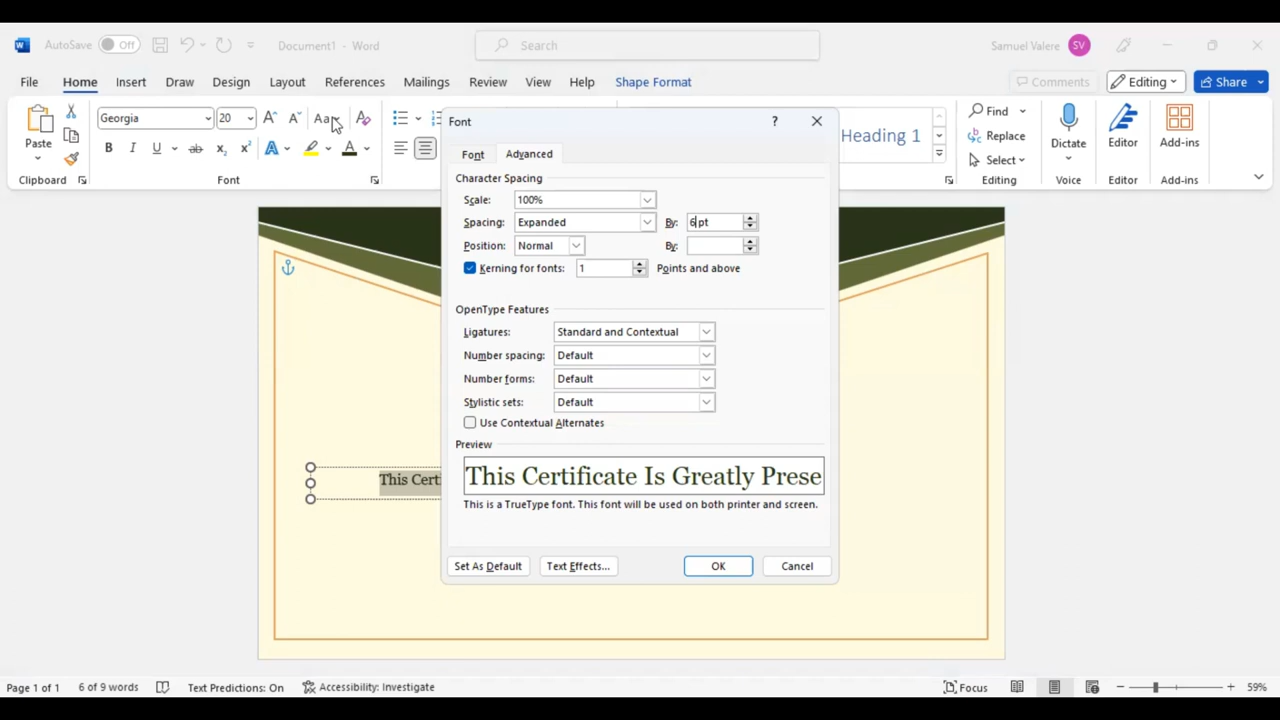 AutoSave Off Document1 - Word Search Samuel Valere SV
File Home Insert Draw Design Layout References Mailings Review View Help Shape Format Comments Editing Share
Paste Georgia 20 Aa Heading 1 Find Replace Select Dictate Editor Add-ins
Clipboard Font Editing Voice Editor Add-ins
Font
Font Advanced
Character Spacing
Scale: 100%
Spacing: Expanded By: 6 pt
Position: Normal By:
Kerning for fonts: 1 Points and above
OpenType Features
Ligatures: Standard and Contextual
Number spacing: Default
Number forms: Default
Stylistic sets: Default
Use Contextual Alternates
Preview
This Certificate Is Greatly Prese
This is a TrueType font. This font will be used on both printer and screen.
Set As Default Text Effects... OK Cancel
This Certi
Page 1 of 1 6 of 9 words Text Predictions: On Accessibility: Investigate Focus 59%